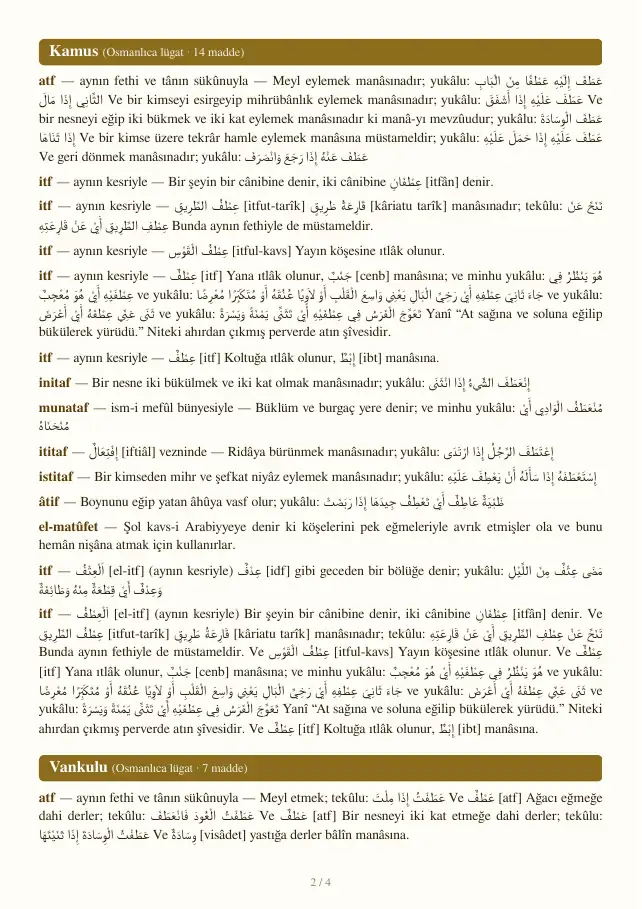 Kamus (Osmanlıca lügat · 14 madde)
atf — aynın fethi ve tânın sükûnuyla — Meyl eylemek manâsınadır; yukâlu: عَطَفَ إِلَيْهِ عَطْفًا مِنَ الْبَابِ
الثَّانِي إِذَا مَالَ Ve bir kimseyi esirgeyip mihrübânlık eylemek manâsınadır; yukâlu: عَطَفَ عَلَيْهِ إِذَا أَشْفَقَ Ve
bir nesneyi eğip iki bükmek ve iki kat eylemek manâsınadır ki manâ-yı mevzûudur; yukâlu: عَطَفَ الْوِسَادَةَ
إِذَا ثَنَاهَا Ve bir kimse üzere tekrâr hamle eylemek manâsına müstameldir; yukâlu: عَطَفَ عَلَيْهِ إِذَا حَمَلَ عَلَيْهِ
Ve geri dönmek manâsınadır; yukâlu: عَطَفَ عَنْهُ إِذَا رَجَعَ وَانْصَرَفَ
itf — aynın kesriyle — Bir şeyin bir cânibine denir, iki cânibine عِطْفَانِ [itfân] denir.
itf — aynın kesriyle — عِطْفُ الطَّرِيقِ [itfut-tarîk] قَارِعَةُ طَرِيقٍ [kâriatu tarîk] manâsınadır; tekûlu: تَنَحَّ عَنْ
عِطْفِ الطَّرِيقِ أَيْ عَنْ قَارِعَتِهِ Bunda aynın fethiyle de müstameldir.
itf — aynın kesriyle — عِطْفُ الْقَوْسِ [itful-kavs] Yayın köşesine ıtlâk olunur.
itf — aynın kesriyle — عِطْفٌ [itf] Yana ıtlâk olunur, جَنْبٌ [cenb] manâsına; ve minhu yukâlu: هُوَ يَنْظُرُ فِي
عِطْفَيْهِ أَيْ هُوَ مُعْجِبٌ ve yukâlu: جَاءَ ثَانِيَ عِطْفِهِ أَيْ رَخِيَّ الْبَالِ يَعْنِي وَاسِعَ الْقَلْبِ أَوْ لَاوِيًا عُنُقَهُ أَوْ مُتَكَبِّرًا مُعْرِضًا ve yukâlu:
ثَنَى عَنِّي عِطْفَهُ أَيْ أَعْرَضَ ve yukâlu: تَعَوَّجَ الْفَرَسُ فِي عِطْفَيْهِ أَيْ تَثَنَّى يَمْنَةً وَيَسْرَةً Yanî “At sağına ve soluna eğilip
bükülerek yürüdü.” Niteki ahırdan çıkmış perverde atın şîvesidir.
itf — aynın kesriyle — عِطْفٌ [itf] Koltuğa ıtlâk olunur, إِبْطٌ [ibt] manâsına.
initaf — Bir nesne iki bükülmek ve iki kat olmak manâsınadır; yukâlu: إِنْعَطَفَ الشَّيْءُ إِذَا انْثَنَى
munataf — ism-i mefûl bünyesiyle — Büklüm ve burgaç yere denir; ve minhu yukâlu: مُنْعَطَفُ الْوَادِي أَيْ
مُنْحَنَاهُ
ititaf — إِفْتِعَالٌ [iftiâl] vezninde — Ridâya bürünmek manâsınadır; yukâlu: إِعْتَطَفَ الرَّجُلُ إِذَا ارْتَدَى
istitaf — Bir kimseden mihr ve şefkat niyâz eylemek manâsınadır; yukâlu: إِسْتَعْطَفَهُ إِذَا سَأَلَهُ أَنْ يَعْطِفَ عَلَيْهِ
âtif — Boynunu eğip yatan âhûya vasf olur; yukâlu: ظَبْيَةٌ عَاطِفٌ أَيْ تَعْطِفُ جِيدَهَا إِذَا رَبَضَتْ
el-matûfet — Şol kavs-i Arabiyyeye denir ki köşelerini pek eğmeleriyle avrık etmişler ola ve bunu
hemân nişâna atmak için kullanırlar.
itf — اَلْعِتْفُ [el-itf] (aynın kesriyle) عِدْفٌ [idf] gibi geceden bir bölüğe denir; yukâlu: مَضَى عِتْفٌ مِنَ اللَّيْلِ
وَعِدْفٌ أَيْ قِطْعَةٌ مِنْهُ وَطَائِفَةٌ
itf — اَلْعِطْفُ [el-itf] (aynın kesriyle) Bir şeyin bir cânibine denir, iki cânibine عِطْفَانِ [itfân] denir. Ve
عِطْفُ الطَّرِيقِ [itfut-tarîk] قَارِعَةُ طَرِيقٍ [kâriatu tarîk] manâsınadır; tekûlu: تَنَحَّ عَنْ عِطْفِ الطَّرِيقِ أَيْ عَنْ قَارِعَتِهِ
Bunda aynın fethiyle de müstameldir. Ve عِطْفُ الْقَوْسِ [itful-kavs] Yayın köşesine ıtlâk olunur. Ve عِطْفٌ
[itf] Yana ıtlâk olunur, جَنْبٌ [cenb] manâsına; ve minhu yukâlu: هُوَ يَنْظُرُ فِي عِطْفَيْهِ أَيْ هُوَ مُعْجِبٌ ve yukâlu:
جَاءَ ثَانِيَ عِطْفِهِ أَيْ رَخِيَّ الْبَالِ يَعْنِي وَاسِعَ الْقَلْبِ أَوْ لَاوِيًا عُنُقَهُ أَوْ مُتَكَبِّرًا مُعْرِضًا ve yukâlu: ثَنَى عَنِّي عِطْفَهُ أَيْ أَعْرَضَ ve
yukâlu: تَعَوَّجَ الْفَرَسُ فِي عِطْفَيْهِ أَيْ تَثَنَّى يَمْنَةً وَيَسْرَةً Yanî “At sağına ve soluna eğilip bükülerek yürüdü.” Niteki
ahırdan çıkmış perverde atın şîvesidir. Ve عِطْفٌ [itf] Koltuğa ıtlâk olunur, إِبْطٌ [ibt] manâsına.
Vankulu (Osmanlıca lügat · 7 madde)
atf — aynın fethi ve tânın sükûnuyla — Meyl etmek; tekûlu: عَطَفْتُ إِذَا مِلْتَ Ve عَطْفٌ [atf] Ağacı eğmeğe
dahi derler; tekûlu: عَطَفْتُ الْعُودَ فَانْعَطَفَ Ve عَطْفٌ [atf] Bir nesneyi iki kat etmeğe dahi derler; tekûlu:
عَطَفْتُ الْوِسَادَة إِذَا ثَنَيْتَهَا Ve وِسَادَةٌ [visâdet] yastığa derler bâlîn manâsına.
2 / 4